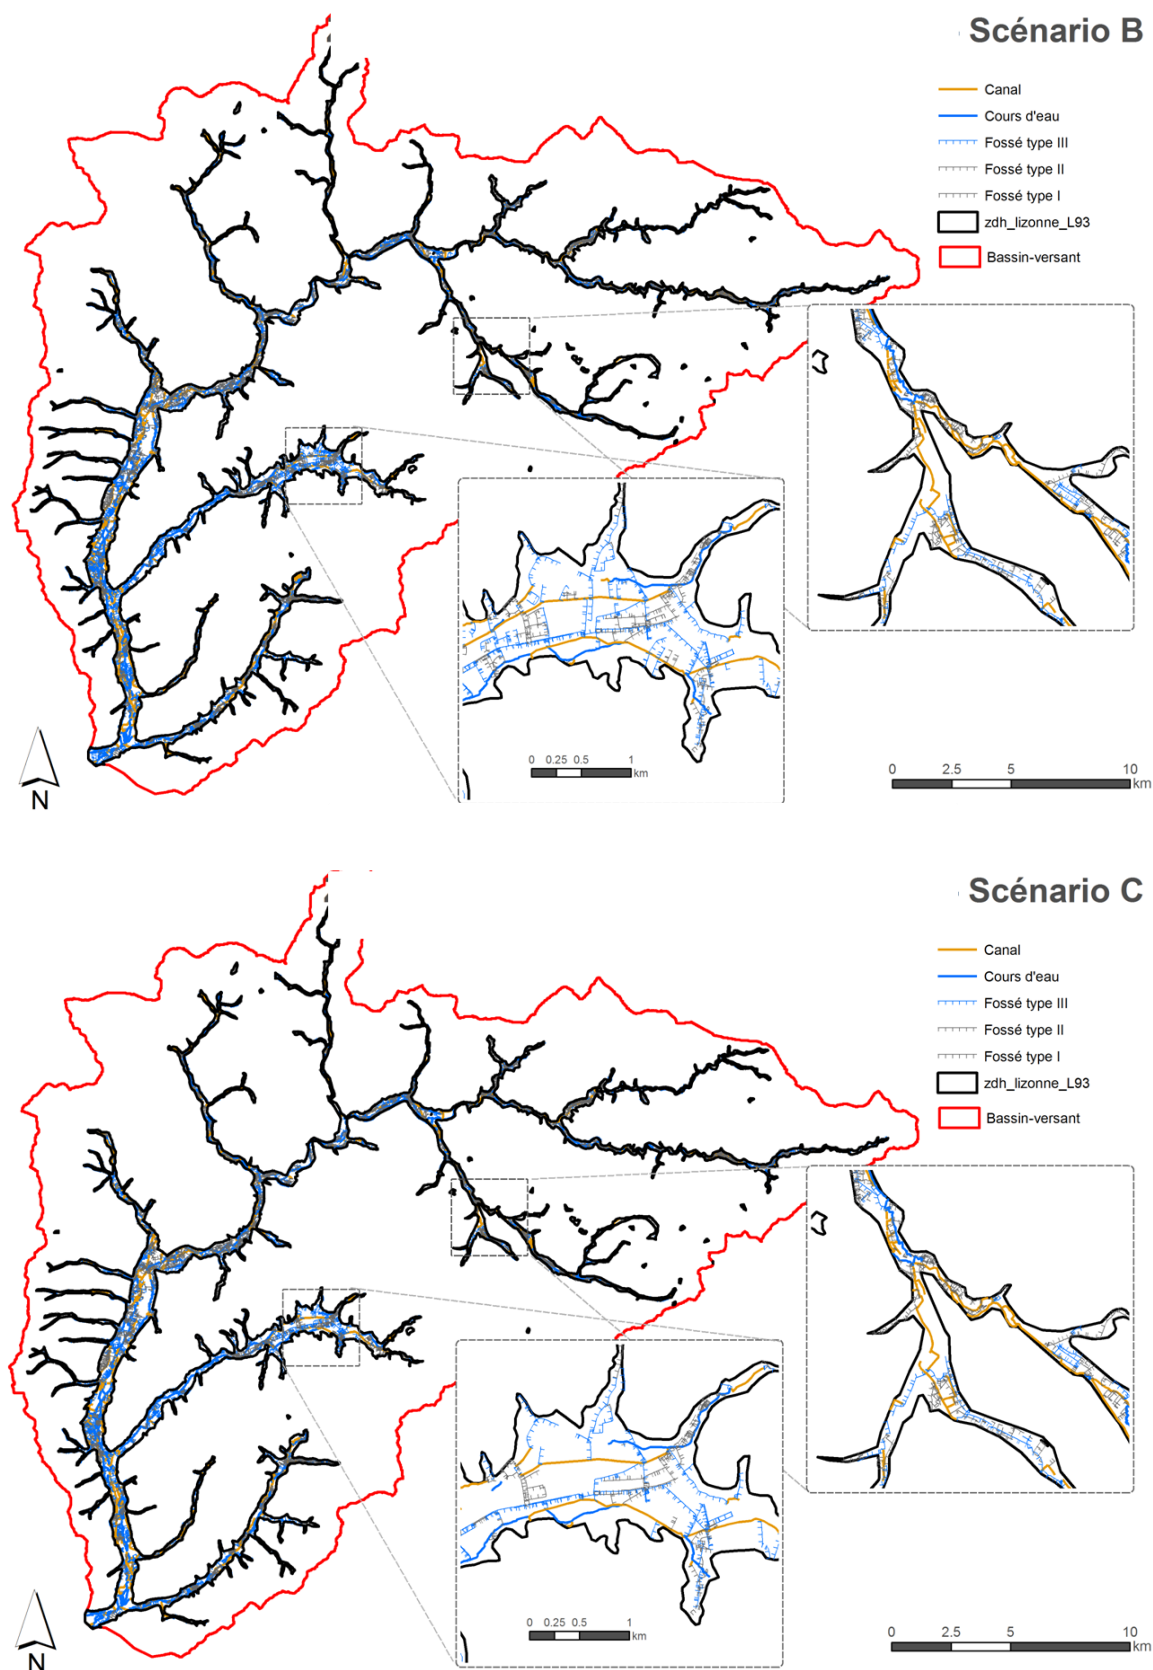 Scénario B
Canal
Cours d'eau
Fossé type III
Fossé type II
Fossé type I
zdh_lizonne_L93
Bassin-versant
0 0.25 0.5 1
km
0 2.5 5 10
km
N
Scénario C
Canal
Cours d'eau
Fossé type III
Fossé type II
Fossé type I
zdh_lizonne_L93
Bassin-versant
0 0.25 0.5 1
km
0 2.5 5 10
km
N